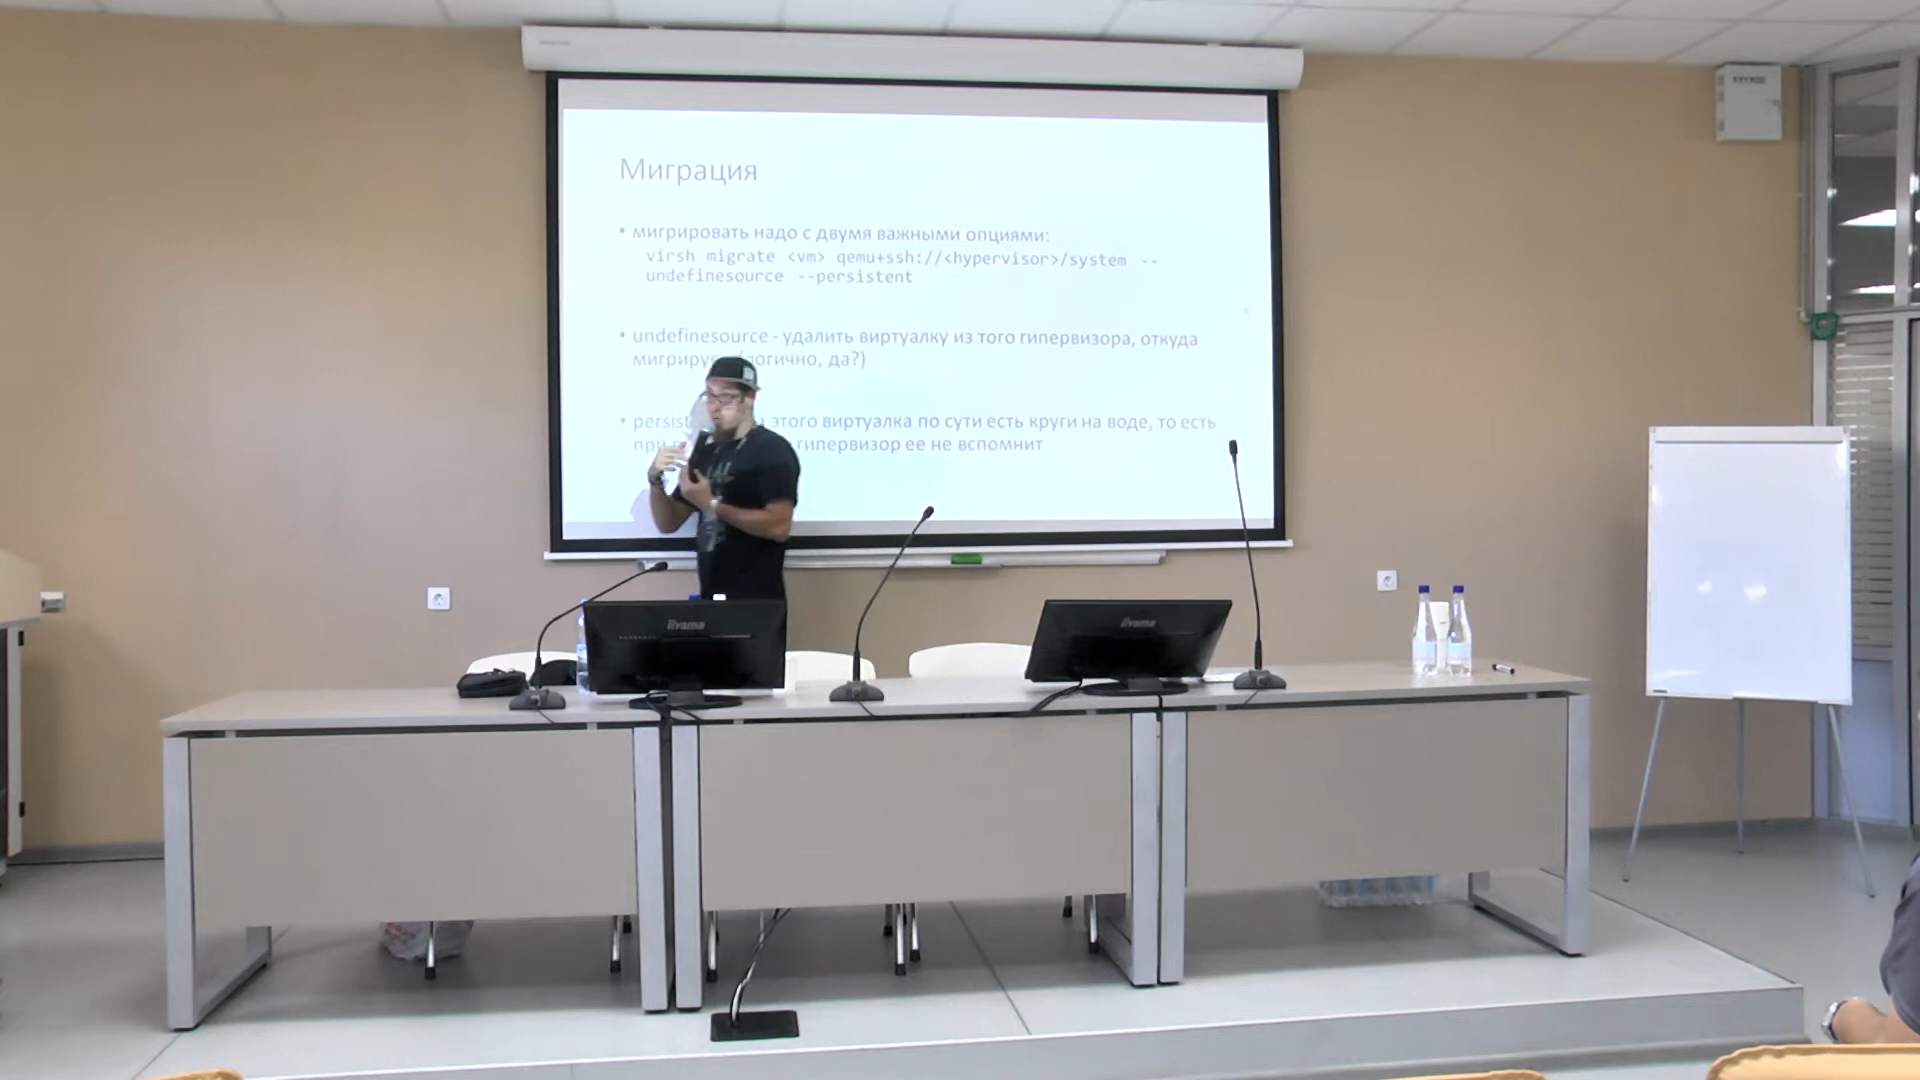 Миграция
• мигрировать надо с двумя важными опциями:
virsh migrate <vm> qemu+ssh://<hypervisor>/system --
undefinesource --persistent
• undefinesource - удалить виртуалку из того гипервизора, откуда
мигрируе логично, да?)
• persist этого виртуалка по сути есть круги на воде, то есть
при гипервизор ее не вспомнит
iiyama
iiyama